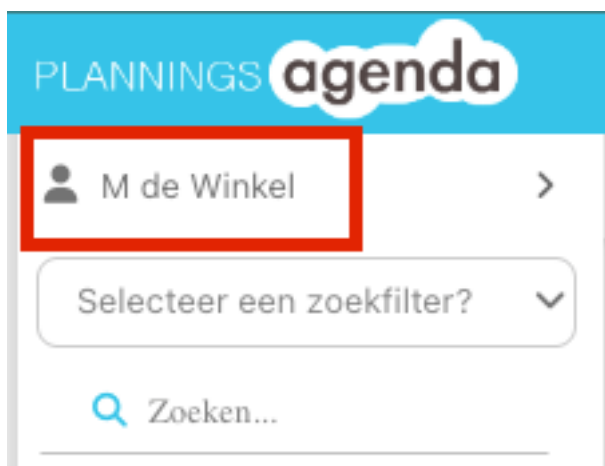 PLANNINGS agenda
M de Winkel
Selecteer een zoekfilter?
Zoeken...